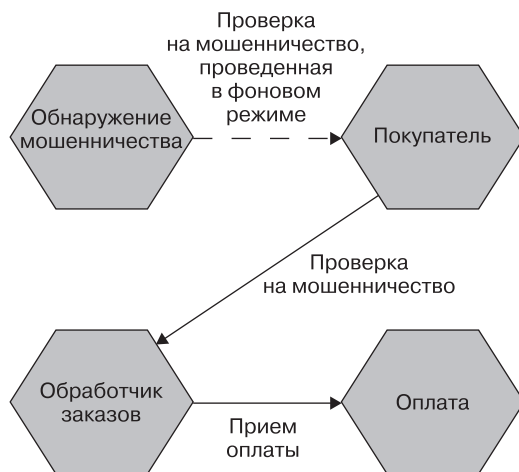 Проверка
на мошенничество,
проведенная
в фоновом
режиме
Обнаружение
мошенничества
Покупатель
Проверка
на мошенничество
Обработчик
заказов
Прием
оплаты
Оплата